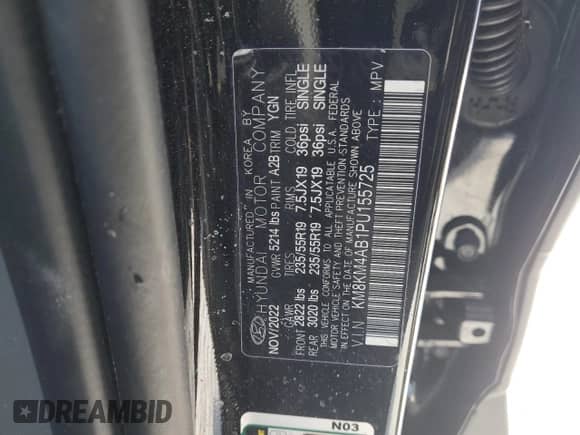 MANUFACTURED IN KOREA BY
HYUNDAI MOTOR COMPANY
NOV/2022 GVWR 5214 lbs PAINT A2B TRIM YGN
GAWR TIRES RIMS COLD TIRE INFL
FRONT 2822 lbs 235/55R19 7.5JX19 36psi SINGLE
REAR 3020 lbs 235/55R19 7.5JX19 36psi SINGLE
THIS VEHICLE CONFORMS TO ALL APPLICABLE U.S.A. FEDERAL
MOTOR VEHICLE SAFETY AND THEFT PREVENTION STANDARDS
IN EFFECT ON THE DATE OF MANUFACTURE SHOWN ABOVE.
V.I.N: KM8KM4AB1PU155725 TYPE: MPV
N03
DREAMBID